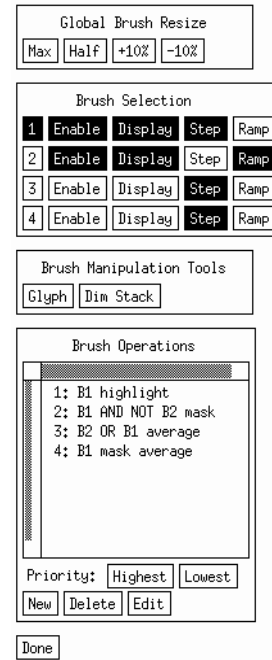 Global Brush Resize
Max Half +10% -10%
Brush Selection
1 Enable Display Step Ramp
2 Enable Display Step Ramp
3 Enable Display Step Ramp
4 Enable Display Step Ramp
Brush Manipulation Tools
Glyph Dim Stack
Brush Operations
1: B1 highlight
2: B1 AND NOT B2 mask
3: B2 OR B1 average
4: B1 mask average
Priority: Highest Lowest
New Delete Edit
Done